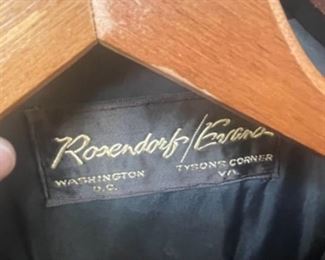 Rosendorf/Evans
WASHINGTON TYSONS CORNER
D.C. VA.